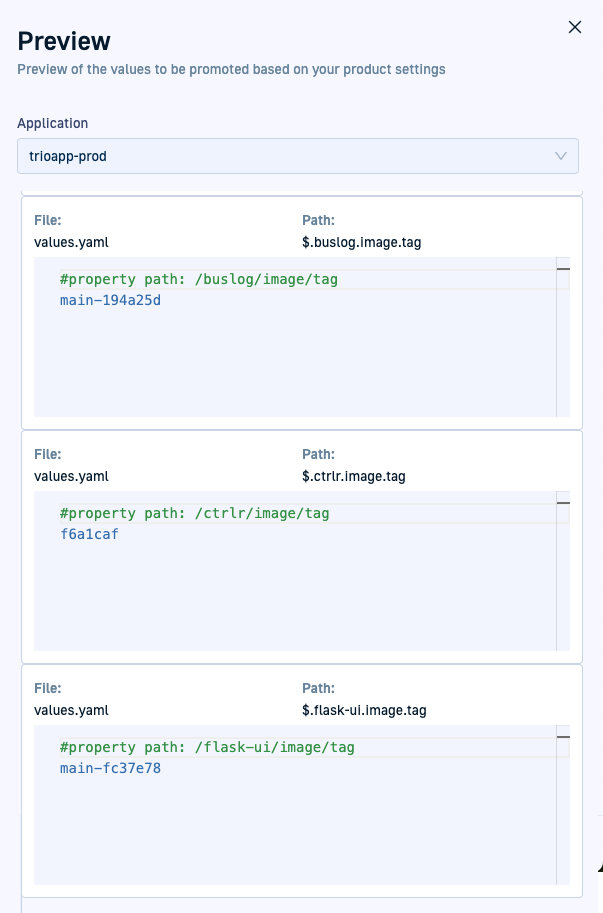 Preview
Preview of the values to be promoted based on your product settings
Application
trioapp-prod
File: Path:
values.yaml $.buslog.image.tag
#property path: /buslog/image/tag
main-194a25d
File: Path:
values.yaml $.ctrlr.image.tag
#property path: /ctrlr/image/tag
f6a1caf
File: Path:
values.yaml $.flask-ui.image.tag
#property path: /flask-ui/image/tag
main-fc37e78